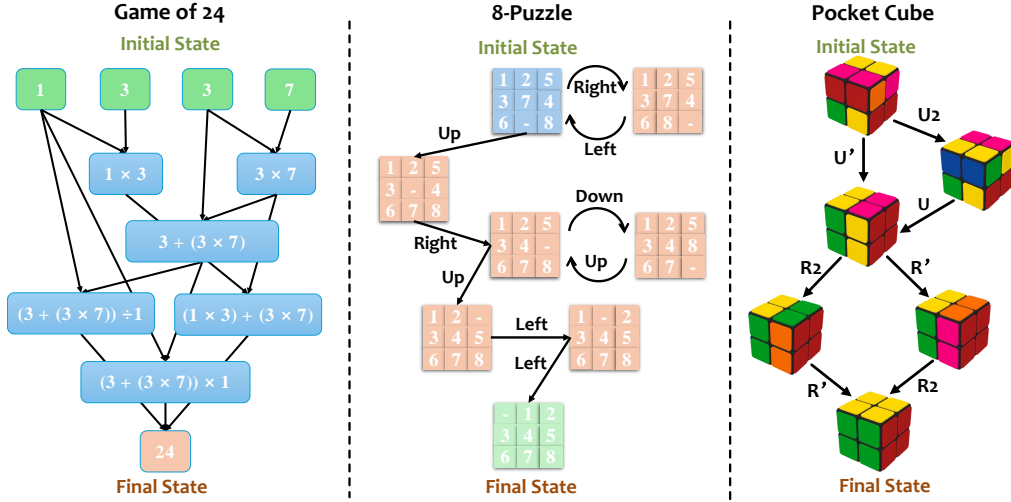 Game of 24
Initial State
1 3 3 7
1 × 3
3 × 7
3 + (3 × 7)
(3 + (3 × 7)) ÷1
(1 × 3) + (3 × 7)
(3 + (3 × 7)) × 1
24
Final State
8-Puzzle
Initial State
1 2 5
3 7 4
6 - 8
Right
Left
1 2 5
3 7 4
6 8 -
Up
1 2 5
3 - 4
6 7 8
Right
1 2 5
3 4 -
6 7 8
Down
Up
1 2 5
3 4 8
6 7 -
Up
1 2 -
3 4 5
6 7 8
Left
1 - 2
3 4 5
6 7 8
Left
- 1 2
3 4 5
6 7 8
Final State
Pocket Cube
Initial State
U2
U'
U
R2
R'
R'
R2
Final State